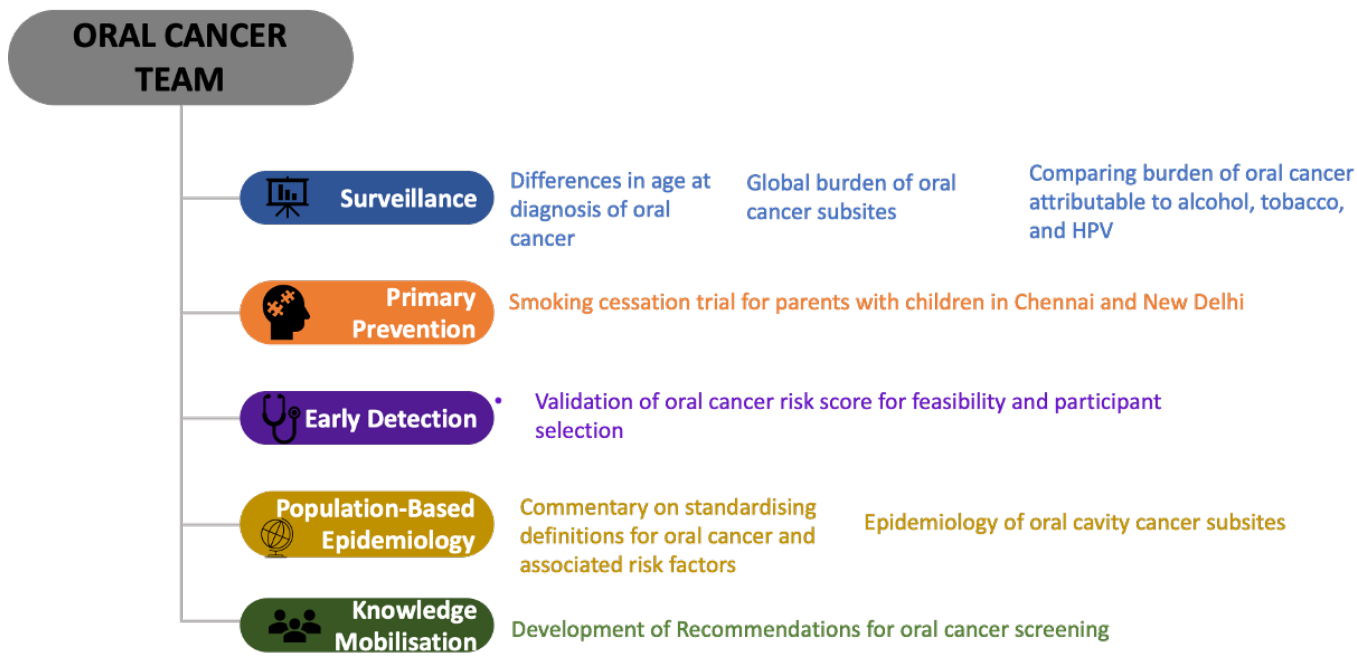 ORAL CANCER
TEAM
Surveillance
Differences in age at
diagnosis of oral
cancer
Global burden of oral
cancer subsites
Comparing burden of oral cancer
attributable to alcohol, tobacco,
and HPV
Primary
Prevention
Smoking cessation trial for parents with children in Chennai and New Delhi
Early Detection
• Validation of oral cancer risk score for feasibility and participant
selection
Population-Based
Epidemiology
Commentary on standardising
definitions for oral cancer and
associated risk factors
Epidemiology of oral cavity cancer subsites
Knowledge
Mobilisation
Development of Recommendations for oral cancer screening